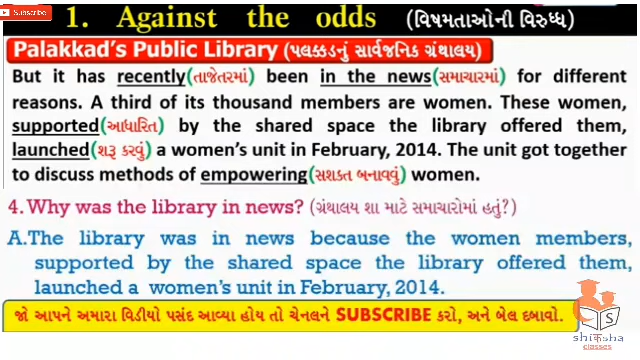 Subscribe
1. Against the odds (વિષમતાઓની વિરુધ્ધ)
Palakkad's Public Library (પલક્કડનું સાર્વજનિક ગ્રંથાલય)
But it has recently(તાજેતરમાં) been in the news(સમાચારમાં) for different
reasons. A third of its thousand members are women. These women,
supported(આધારિત) by the shared space the library offered them,
launched(શરૂ કરવું) a women's unit in February, 2014. The unit got together
to discuss methods of empowering (સશક્ત બનાવવું) women.
4. Why was the library in news? (ગ્રંથાલય શા માટે સમાચારોમાં હતું?)
A.The library was in news because the women members,
supported by the shared space the library offered them,
launched a women's unit in February, 2014.
જો આપને અમારા વિડીયો પસંદ આવ્યા હોય તો ચેનલને SUBSCRIBE કરો, અને બેલ દબાવો.
S
classes